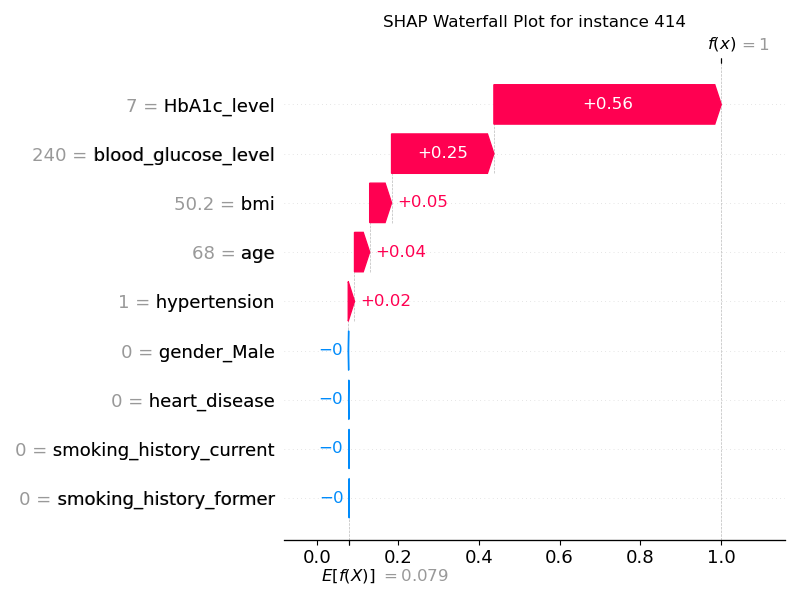 SHAP Waterfall Plot for instance 414
f(x) = 1
7 = HbA1c_level
+0.56
240 = blood_glucose_level
+0.25
50.2 = bmi
+0.05
68 = age
+0.04
1 = hypertension
+0.02
0 = gender_Male
−0
0 = heart_disease
−0
0 = smoking_history_current
−0
0 = smoking_history_former
−0
0.0 0.2 0.4 0.6 0.8 1.0
E[f(X)] = 0.079